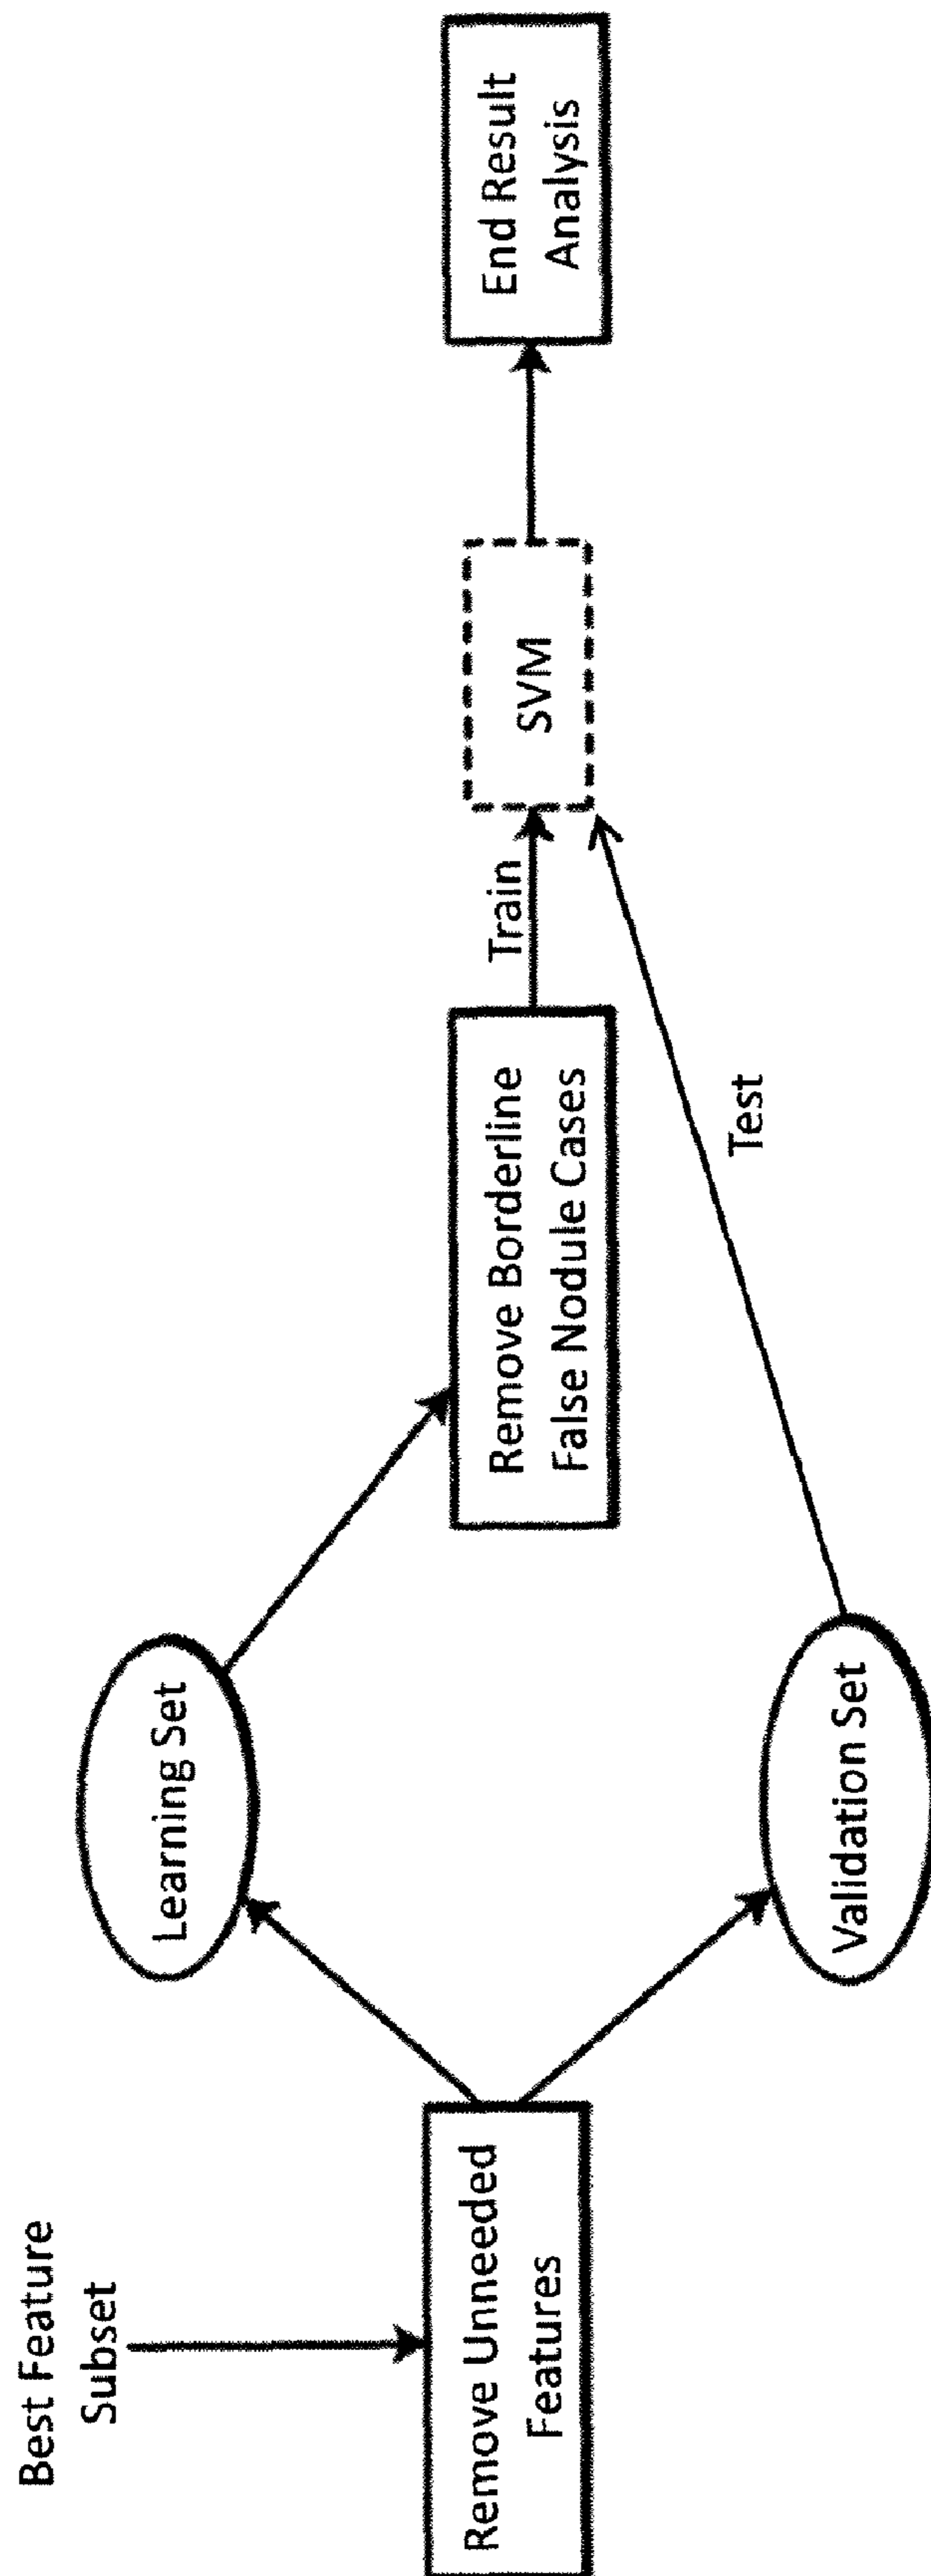 Best Feature
Subset
Remove Unneeded
Features
Learning Set
Validation Set
Remove Borderline
False Nodule Cases
Train
Test
SVM
End Result
Analysis